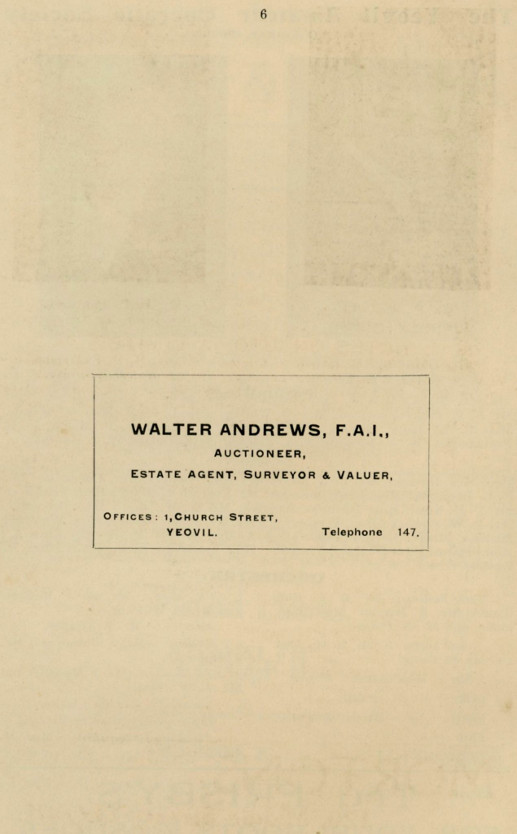 6
WALTER ANDREWS, F.A.I.,
AUCTIONEER,
ESTATE AGENT, SURVEYOR & VALUER,
OFFICES: 1, CHURCH STREET,
YEOVIL. Telephone 147.